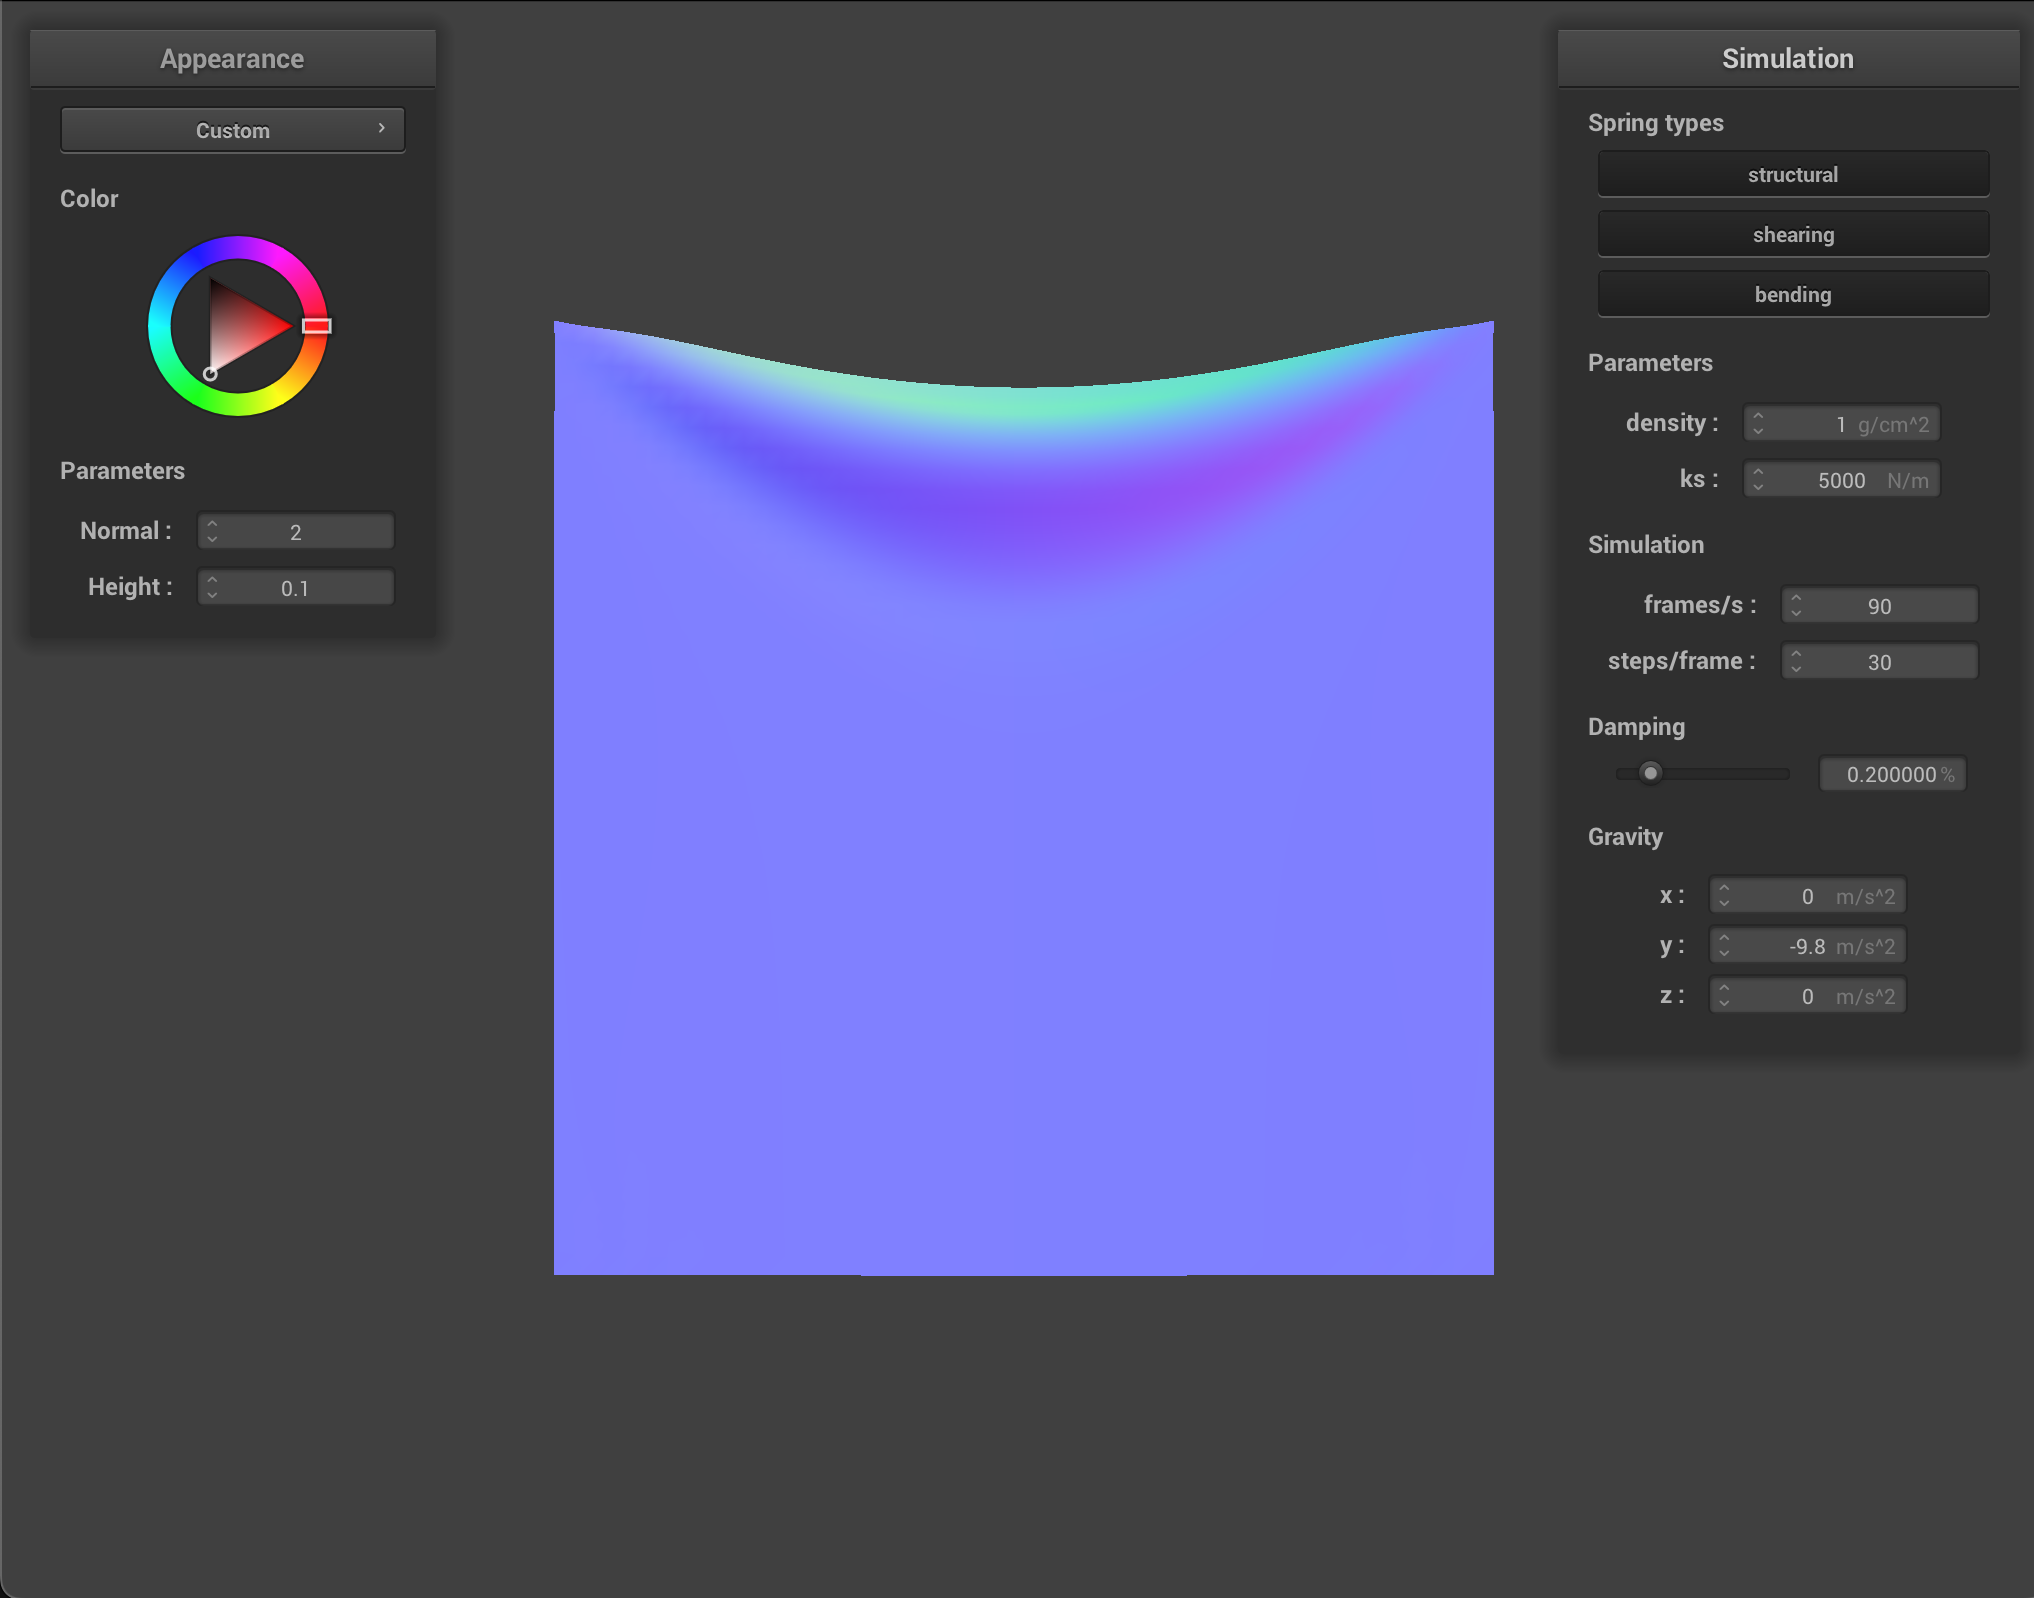 Appearance
Custom
Color
Parameters
Normal : 2
Height : 0.1
Simulation
Spring types
structural
shearing
bending
Parameters
density : 1 g/cm^2
ks : 5000 N/m
Simulation
frames/s : 90
steps/frame : 30
Damping
0.200000 %
Gravity
x : 0 m/s^2
y : -9.8 m/s^2
z : 0 m/s^2